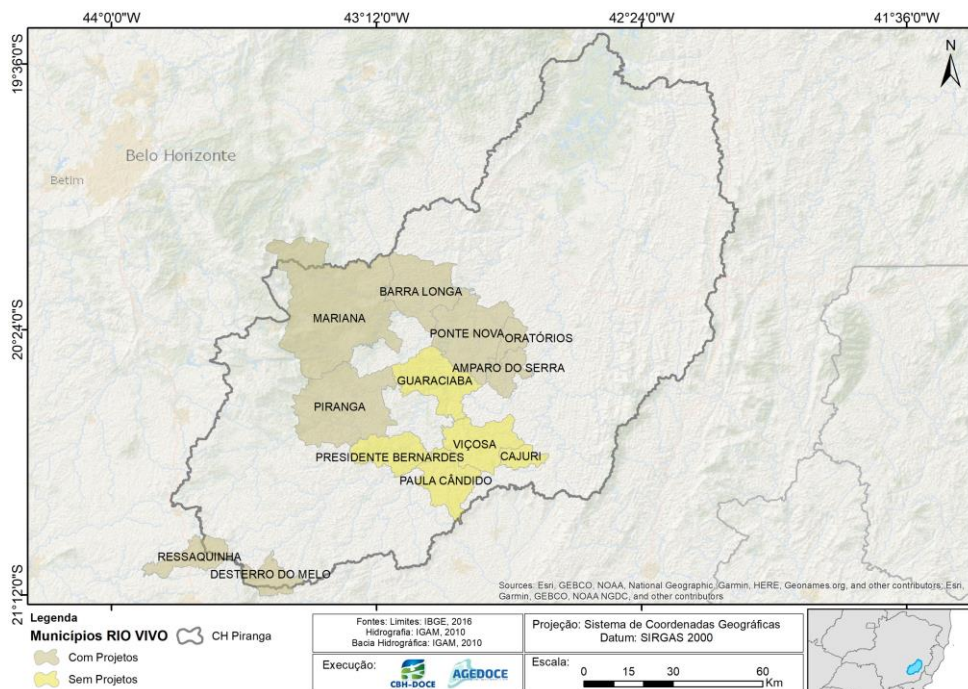 44°0'0"W
43°12'0"W
42°24'0"W
41°36'0"W
19°36'0"S
20°24'0"S
21°12'0"S
N
Belo Horizonte
Betim
BARRA LONGA
MARIANA
PONTE NOVA
ORATÓRIOS
AMPARO DO SERRA
GUARACIABA
PIRANGA
VIÇOSA
PRESIDENTE BERNARDES
CAJURI
PAULA CÂNDIDO
RESSAQUINHA
DESTERRO DO MELO
Sources: Esri, GEBCO, NOAA, National Geographic, Garmin, HERE, Geonames.org, and other contributors, Esri,
Garmin, GEBCO, NOAA NGDC, and other contributors
Legenda
Municípios RIO VIVO
CH Piranga
Com Projetos
Sem Projetos
Fontes: Limites: IBGE, 2016
Hidrografia: IGAM, 2010
Bacia Hidrográfica: IGAM, 2010
Execução:
CBH-DOCE
AGEDOCE
Projeção: Sistema de Coordenadas Geográficas
Datum: SIRGAS 2000
Escala:
0 15 30 60
Km